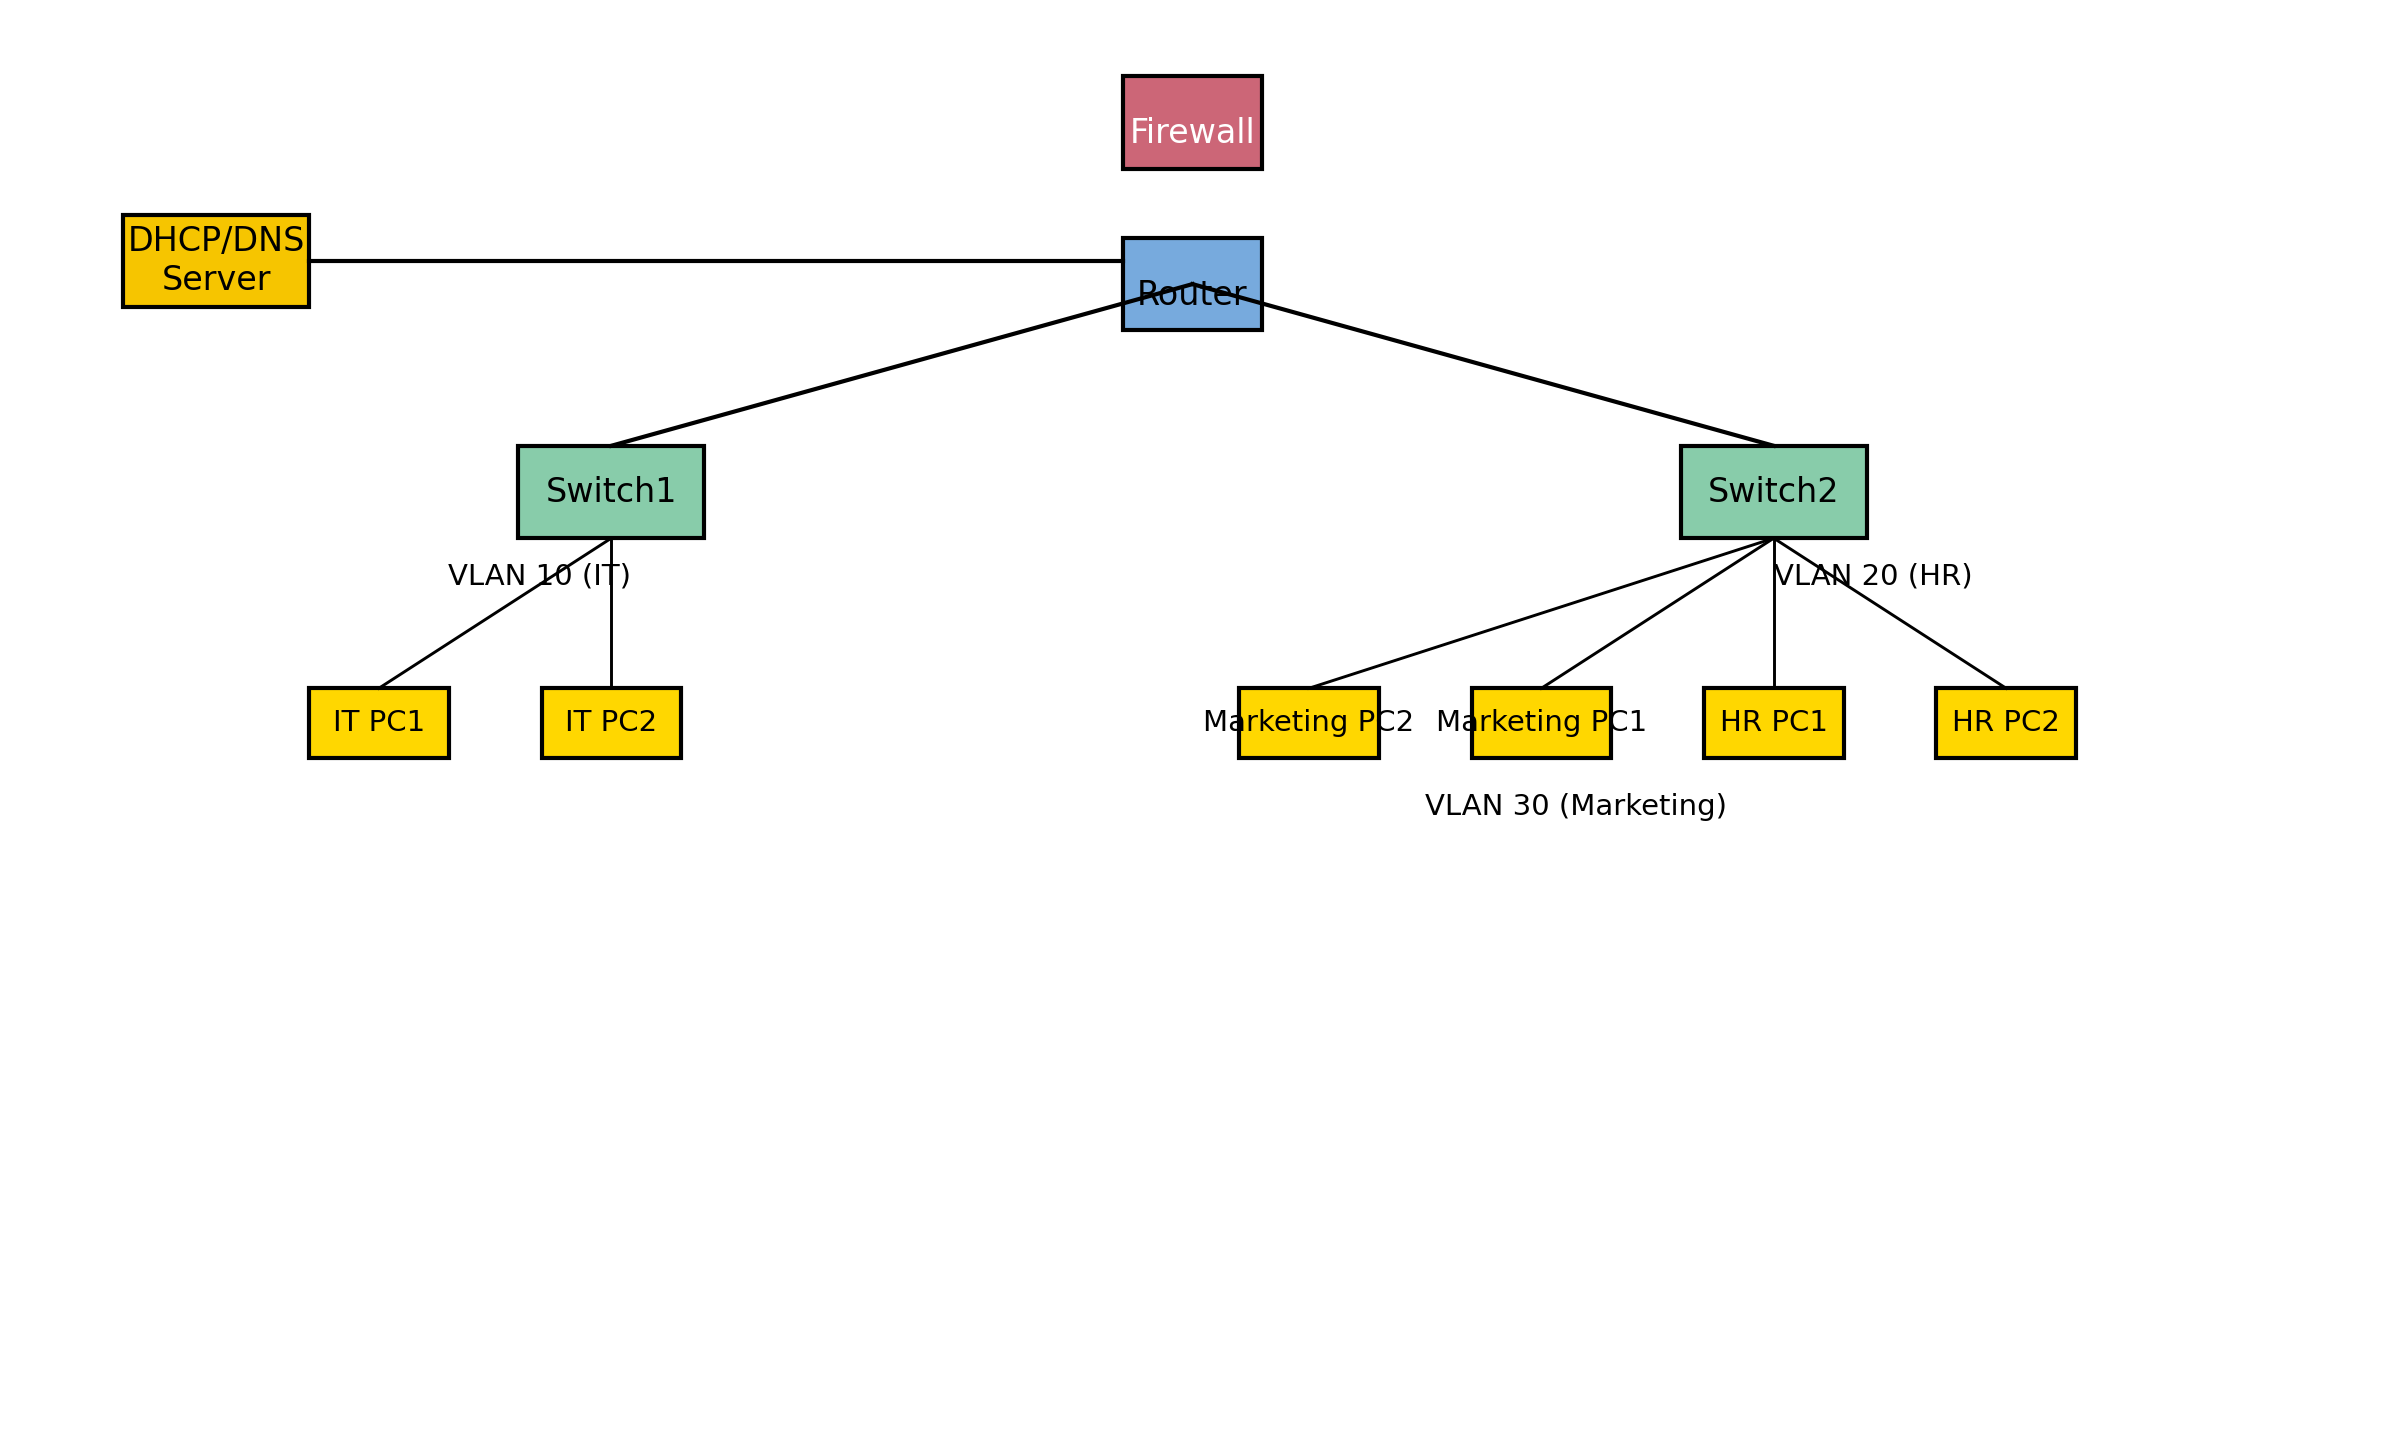 Firewall
DHCP/DNS
Server
Router
Switch1
Switch2
VLAN 10 (IT)
VLAN 20 (HR)
IT PC1
IT PC2
Marketing PC2
Marketing PC1
HR PC1
HR PC2
VLAN 30 (Marketing)